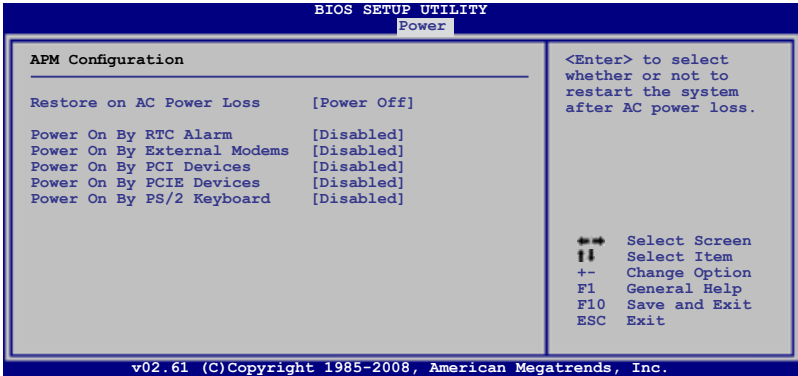 BIOS SETUP UTILITY
Power
APM Configuration
Restore on AC Power Loss [Power Off]
Power On By RTC Alarm [Disabled]
Power On By External Modems [Disabled]
Power On By PCI Devices [Disabled]
Power On By PCIE Devices [Disabled]
Power On By PS/2 Keyboard [Disabled]
<Enter> to select
whether or not to
restart the system
after AC power loss.
←→ Select Screen
↑↓ Select Item
+- Change Option
F1 General Help
F10 Save and Exit
ESC Exit
v02.61 (C)Copyright 1985-2008, American Megatrends, Inc.